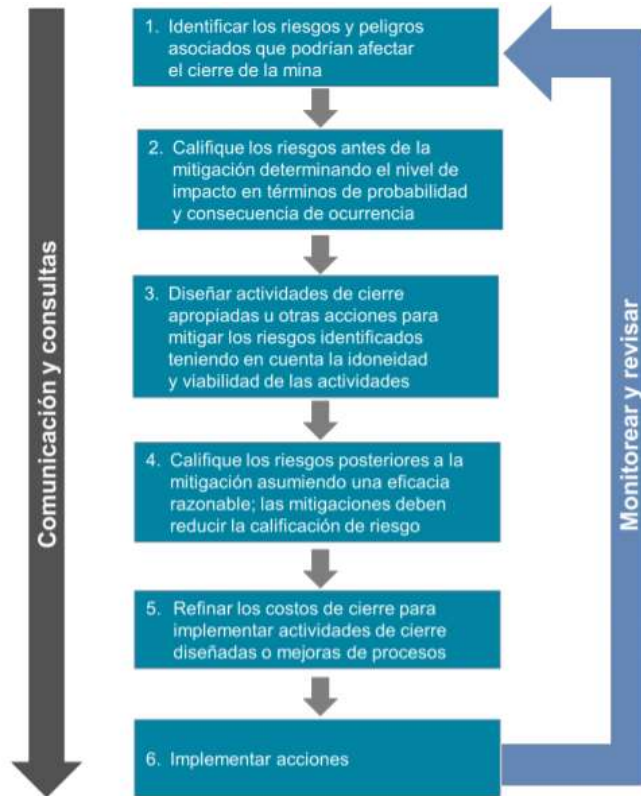 1. Identificar los riesgos y peligros
asociados que podrían afectar
el cierre de la mina
2. Califique los riesgos antes de la
mitigación determinando el nivel de
impacto en términos de probabilidad
y consecuencia de ocurrencia
3. Diseñar actividades de cierre
apropiadas u otras acciones para
mitigar los riesgos identificados
teniendo en cuenta la idoneidad
y viabilidad de las actividades
4. Califique los riesgos posteriores a la
mitigación asumiendo una eficacia
razonable; las mitigaciones deben
reducir la calificación de riesgo
5. Refinar los costos de cierre para
implementar actividades de cierre
diseñadas o mejoras de procesos
6. Implementar acciones
Comunicación y consultas
Monitorear y revisar